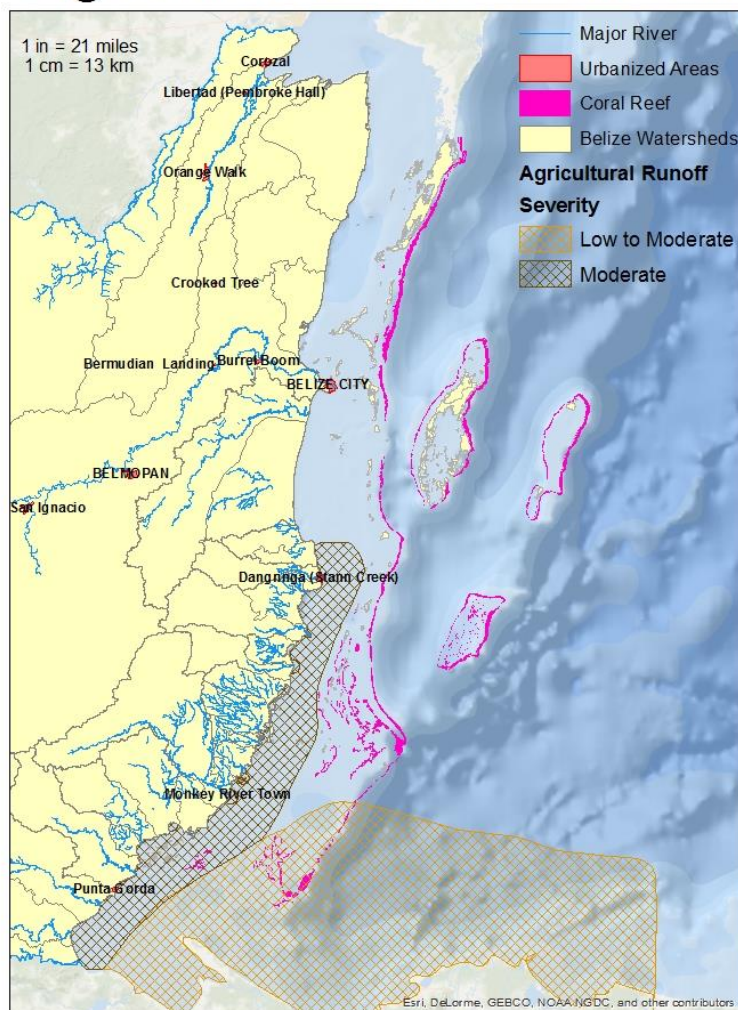 1 in = 21 miles
1 cm = 13 km
Major River
Urbanized Areas
Coral Reef
Belize Watersheds
Agricultural Runoff
Severity
Low to Moderate
Moderate
Corozal
Libertad (Pembroke Hall)
Orange Walk
Crooked Tree
Bermudian Landing
Burrel Boom
BELIZE CITY
BELMOPAN
San Ignacio
Dangriga (Stann Creek)
Monkey River Town
Punta Gorda
Esri, DeLorme, GEBCO, NOAA NGDC, and other contributors